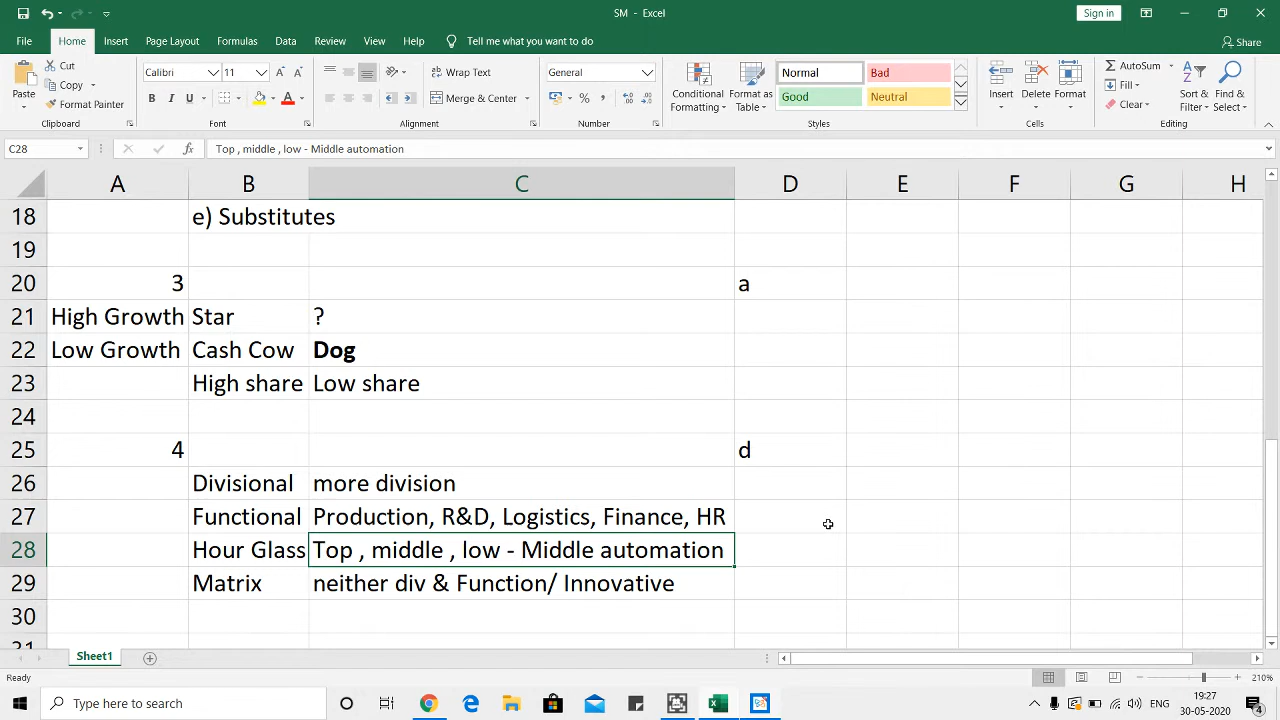 SM - Excel
Sign in
File Home Insert Page Layout Formulas Data Review View Help Tell me what you want to do Share
Paste Cut Copy Format Painter Clipboard
Calibri 11 B I U A Font
Wrap Text Merge & Center Alignment
General % , Number
Conditional Formatting Format as Table Normal Bad Good Neutral Styles
Insert Delete Format Cells
AutoSum Fill Clear Sort & Filter Find & Select Editing
C28 fx Top , middle , low - Middle automation
A B C D E F G H
18 e) Substitutes
19
20 3 a
21 High Growth Star ?
22 Low Growth Cash Cow Dog
23 High share Low share
24
25 4 d
26 Divisional more division
27 Functional Production, R&D, Logistics, Finance, HR
28 Hour Glass Top , middle , low - Middle automation
29 Matrix neither div & Function/ Innovative
30
31
Sheet1
Ready 210%
Type here to search ENG 19:27
30-05-2020 4